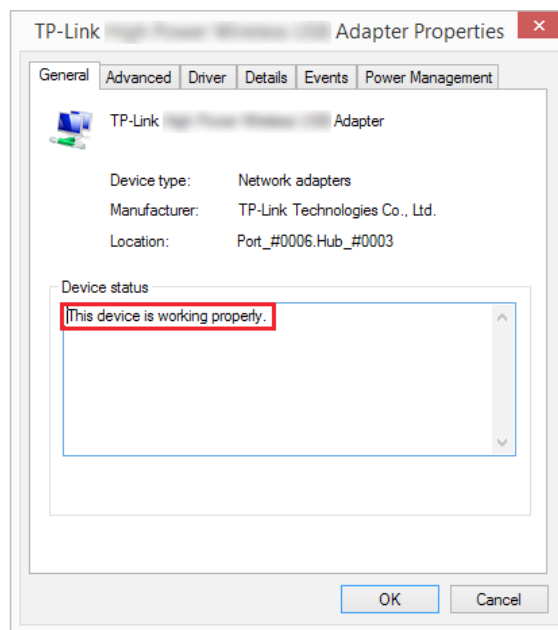 TP-Link Adapter Properties
General Advanced Driver Details Events Power Management
TP-Link Adapter
Device type: Network adapters
Manufacturer: TP-Link Technologies Co., Ltd.
Location: Port_#0006.Hub_#0003
Device status
This device is working properly.
OK Cancel